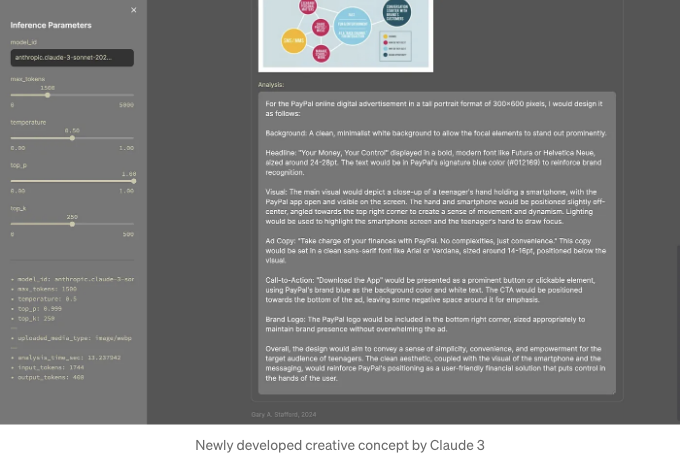 ×
Inference Parameters
model_id
anthropic.claude-3-sonnet-202...
max_tokens
1500
0 5000
temperature
0.50
0.00 1.00
top_p
1.00
0.00 1.00
top_k
250
0 500
• model_id: anthropic.claude-3-sor
• max_tokens: 1500
• temperature: 0.5
• top_p: 0.999
• top_k: 250
---
• uploaded_media_type: image/webp
---
• analysis_time_sec: 13.237942
• input_tokens: 1744
• output_tokens: 408
Analysis:
For the PayPal online digital advertisement in a tall portrait format of 300x600 pixels, I would design it
as follows:
Background: A clean, minimalist white background to allow the focal elements to stand out prominently.
Headline: "Your Money, Your Control" displayed in a bold, modern font like Futura or Helvetica Neue,
sized around 24-28pt. The text would be in PayPal's signature blue color (#012169) to reinforce brand
recognition.
Visual: The main visual would depict a close-up of a teenager's hand holding a smartphone, with the
PayPal app open and visible on the screen. The hand and smartphone would be positioned slightly off-
center, angled towards the top right corner to create a sense of movement and dynamism. Lighting
would be used to highlight the smartphone screen and the teenager's hand to draw focus.
Ad Copy: "Take charge of your finances with PayPal. No complexities, just convenience." This copy
would be set in a clean sans-serif font like Arial or Verdana, sized around 14-16pt, positioned below the
visual.
Call-to-Action: "Download the App" would be presented as a prominent button or clickable element,
using PayPal's brand blue as the background color and white text. The CTA would be positioned
towards the bottom of the ad, leaving some negative space around it for emphasis.
Brand Logo: The PayPal logo would be included in the bottom right corner, sized appropriately to
maintain brand presence without overwhelming the ad.
Overall, the design would aim to convey a sense of simplicity, convenience, and empowerment for the
target audience of teenagers. The clean aesthetic, coupled with the visual of the smartphone and the
messaging, would reinforce PayPal's positioning as a user-friendly financial solution that puts control in
the hands of the user.
Gary A. Stafford, 2024
Newly developed creative concept by Claude 3